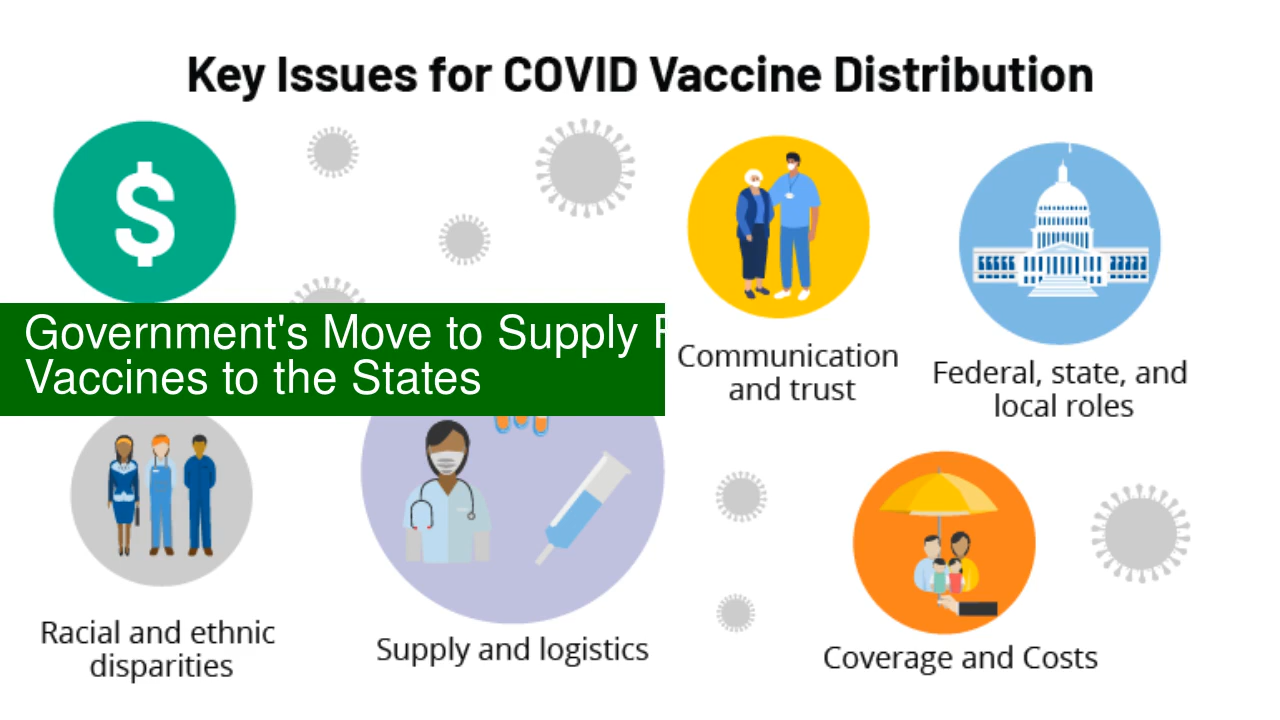 Key Issues for COVID Vaccine Distribution
$
Government's Move to Supply
Vaccines to the States
Communication
and trust
Federal, state, and
local roles
Racial and ethnic
disparities
Supply and logistics
Coverage and Costs